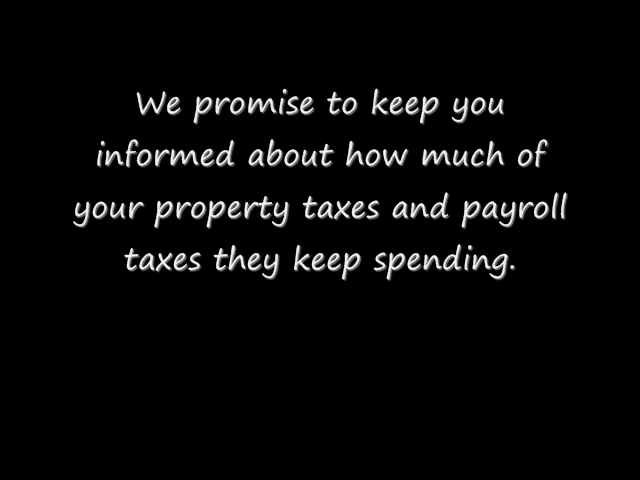 We promise to keep you
informed about how much of
your property taxes and payroll
taxes they keep spending.